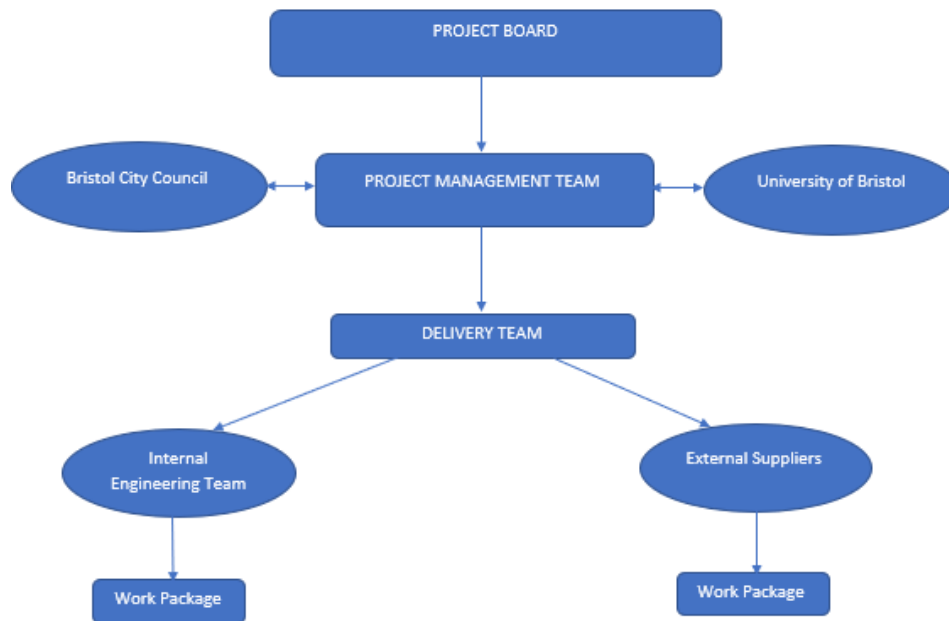 PROJECT BOARD
Bristol City Council
PROJECT MANAGEMENT TEAM
University of Bristol
DELIVERY TEAM
Internal
Engineering Team
External Suppliers
Work Package
Work Package